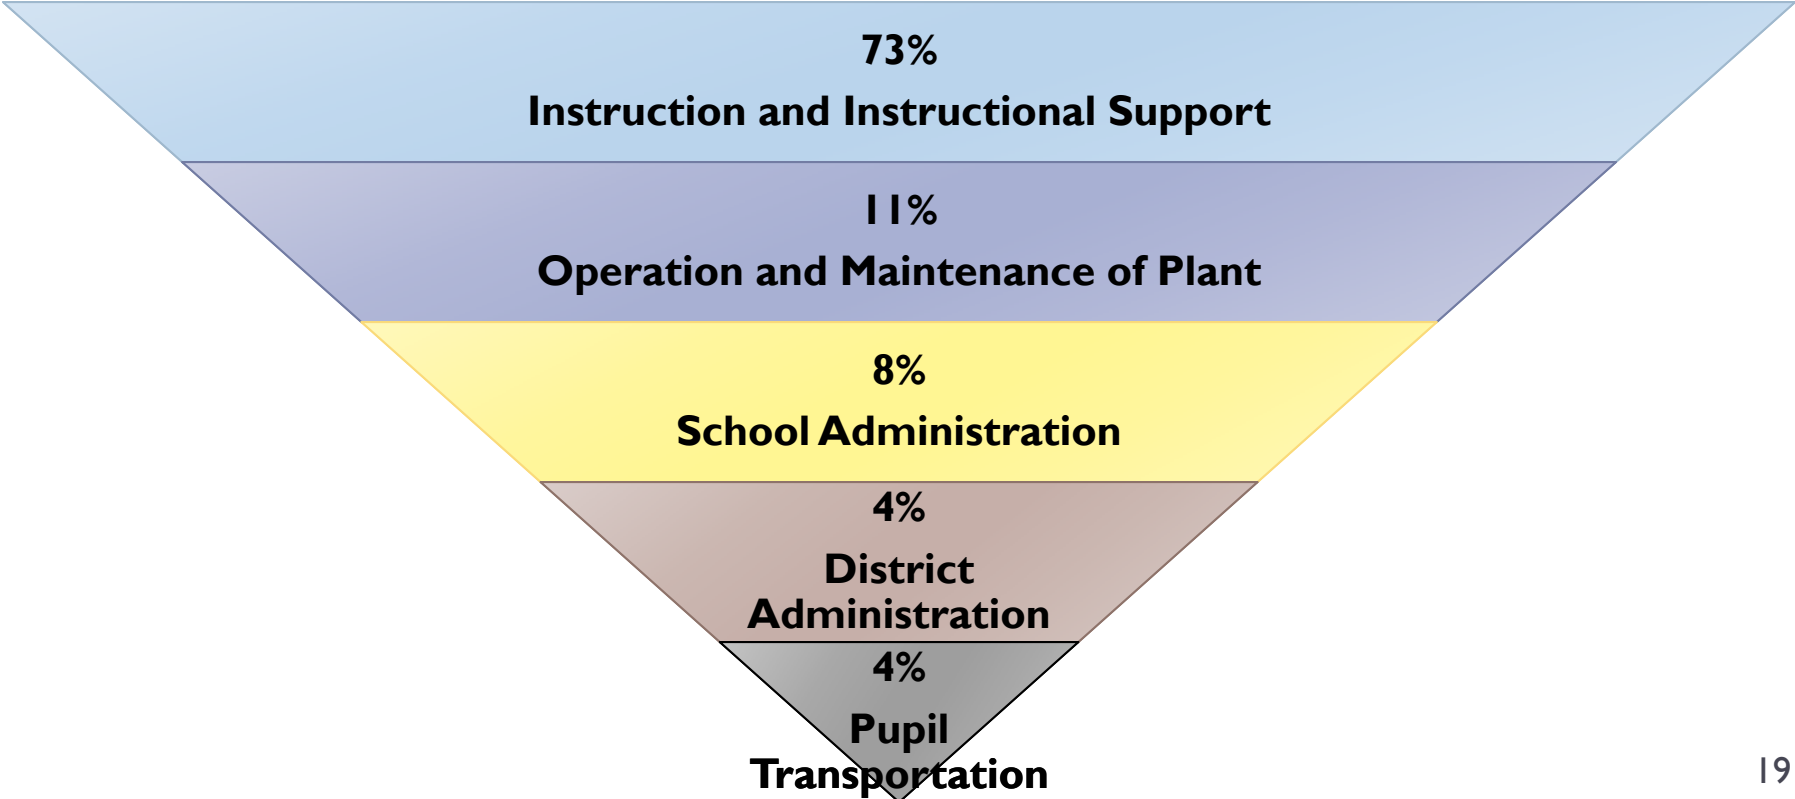 73%
Instruction and Instructional Support
11%
Operation and Maintenance of Plant
8%
School Administration
4%
District
Administration
4%
Pupil
Transportation
19